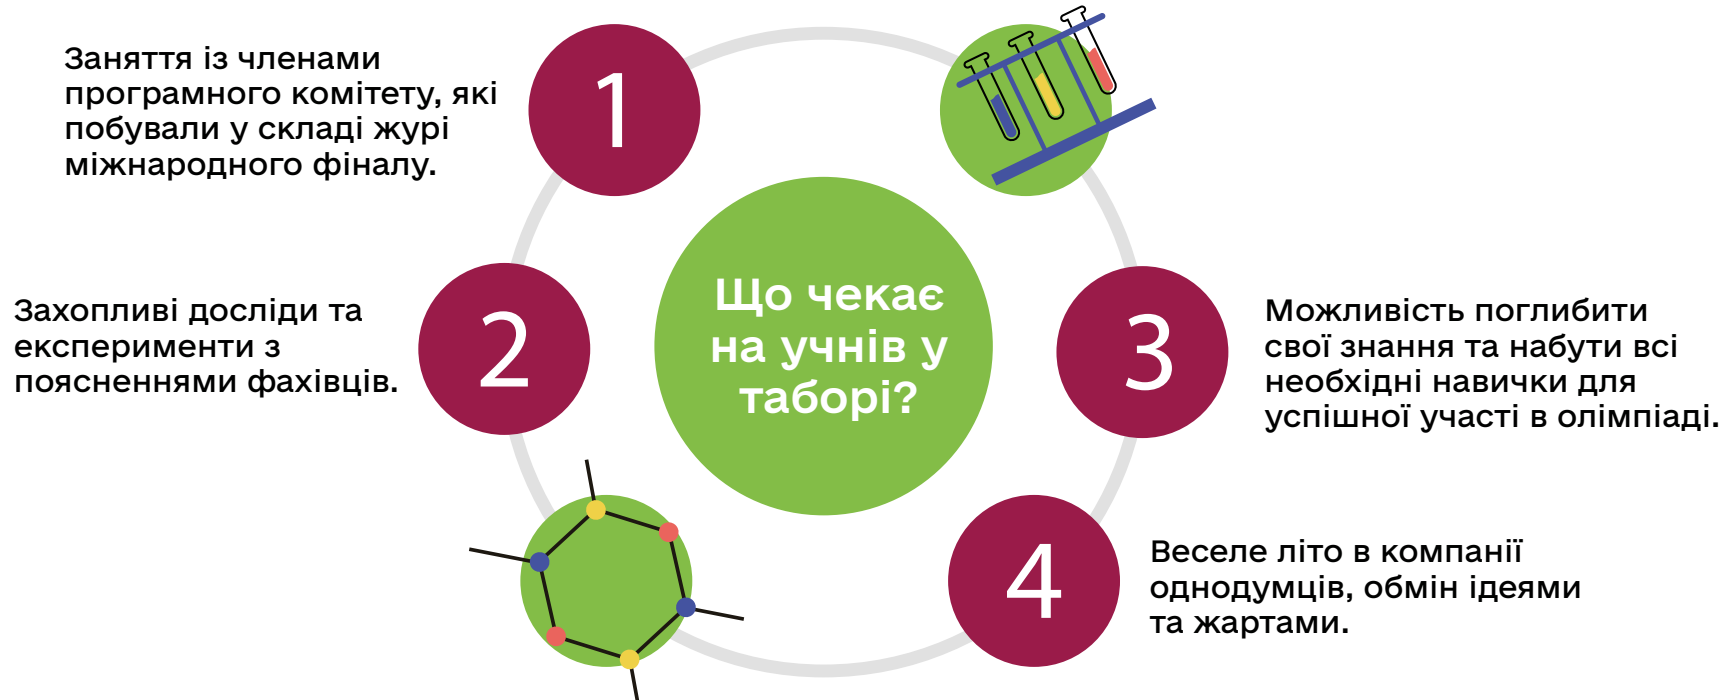 Що чекає
на учнів у
таборі?
1
Заняття із членами
програмного комітету, які
побували у складі журі
міжнародного фіналу.
2
Захопливі досліди та
експерименти з
поясненнями фахівців.
3
Можливість поглибити
свої знання та набути всі
необхідні навички для
успішної участі в олімпіаді.
4
Веселе літо в компанії
однодумців, обмін ідеями
та жартами.